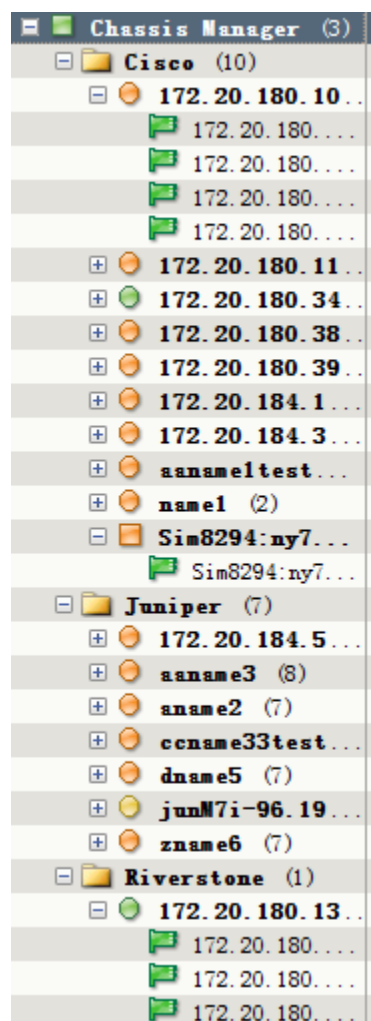 Chassis Manager (3)
Cisco (10)
172.20.180.10..
172.20.180....
172.20.180....
172.20.180....
172.20.180....
172.20.180.11..
172.20.180.34..
172.20.180.38..
172.20.180.39..
172.20.184.1...
172.20.184.3...
aaname1test...
name1 (2)
Sim8294:ny7...
Sim8294:ny7...
Juniper (7)
172.20.184.5...
aaname3 (8)
aname2 (7)
ccname33test...
dname5 (7)
junM7i-96.19...
zname6 (7)
Riverstone (1)
172.20.180.13..
172.20.180....
172.20.180....
172.20.180....